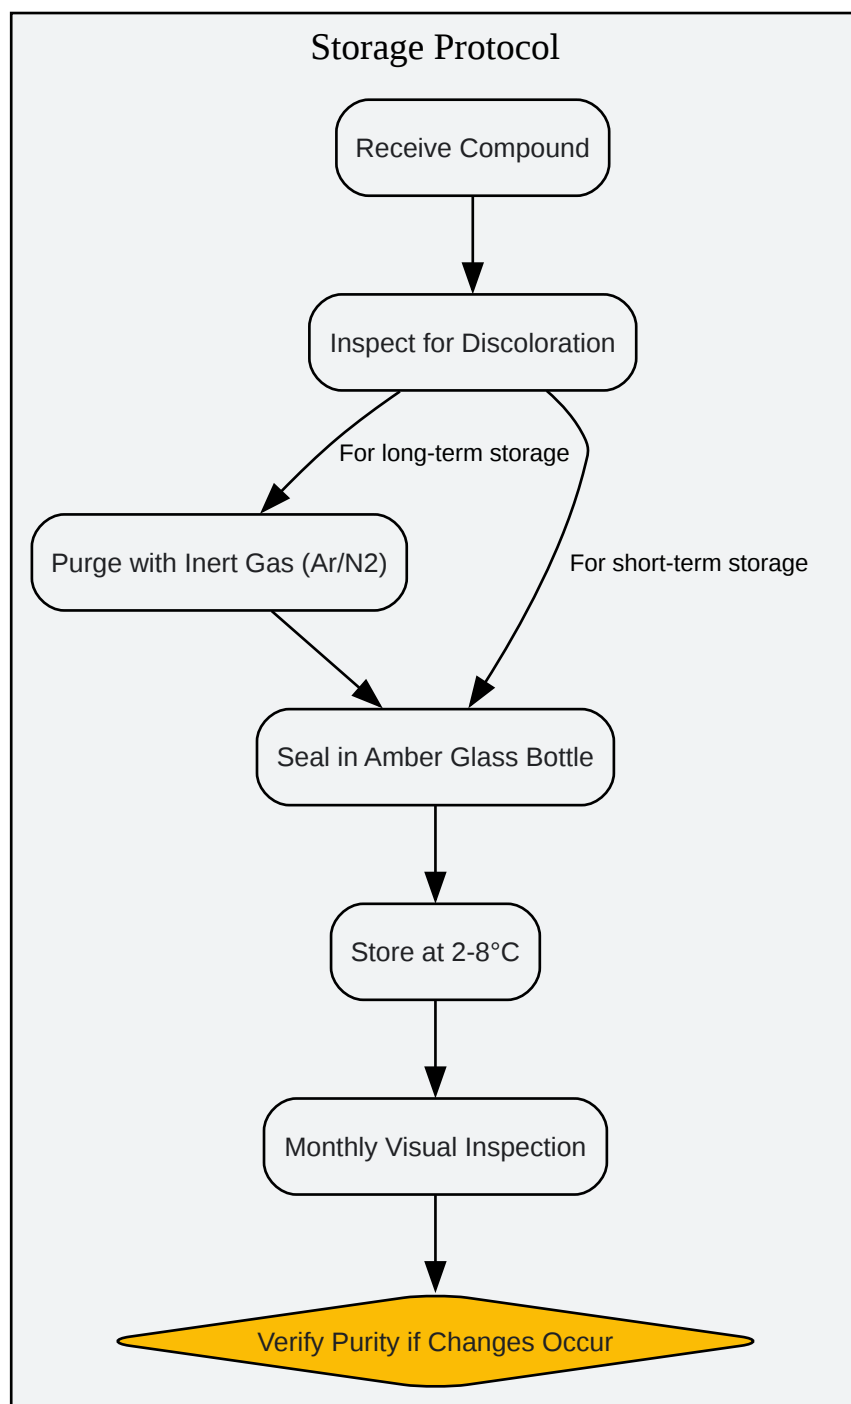 Storage Protocol
Receive Compound
Inspect for Discoloration
For long-term storage
Purge with Inert Gas (Ar/N2)
For short-term storage
Seal in Amber Glass Bottle
Store at 2-8°C
Monthly Visual Inspection
Verify Purity if Changes Occur